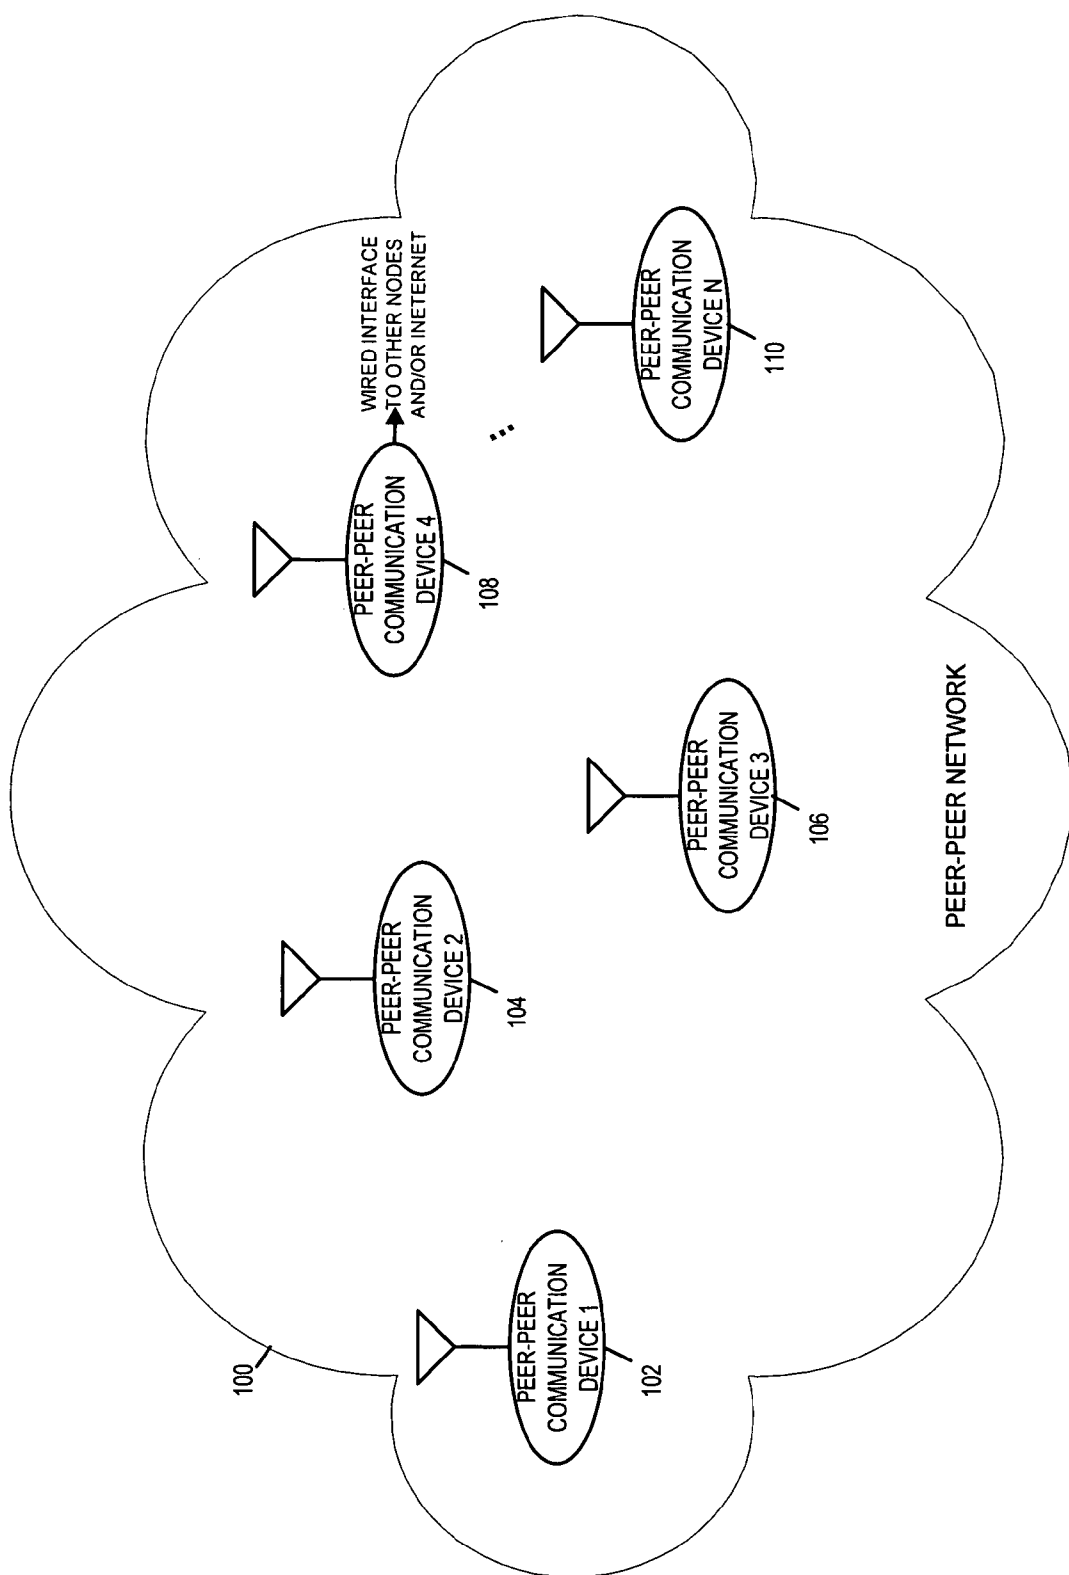 100
PEER-PEER
COMMUNICATION
DEVICE 1
102
PEER-PEER
COMMUNICATION
DEVICE 2
104
PEER-PEER
COMMUNICATION
DEVICE 3
106
PEER-PEER
COMMUNICATION
DEVICE 4
108
WIRED INTERFACE
TO OTHER NODES
AND/OR INETERNET
...
PEER-PEER
COMMUNICATION
DEVICE N
110
PEER-PEER NETWORK